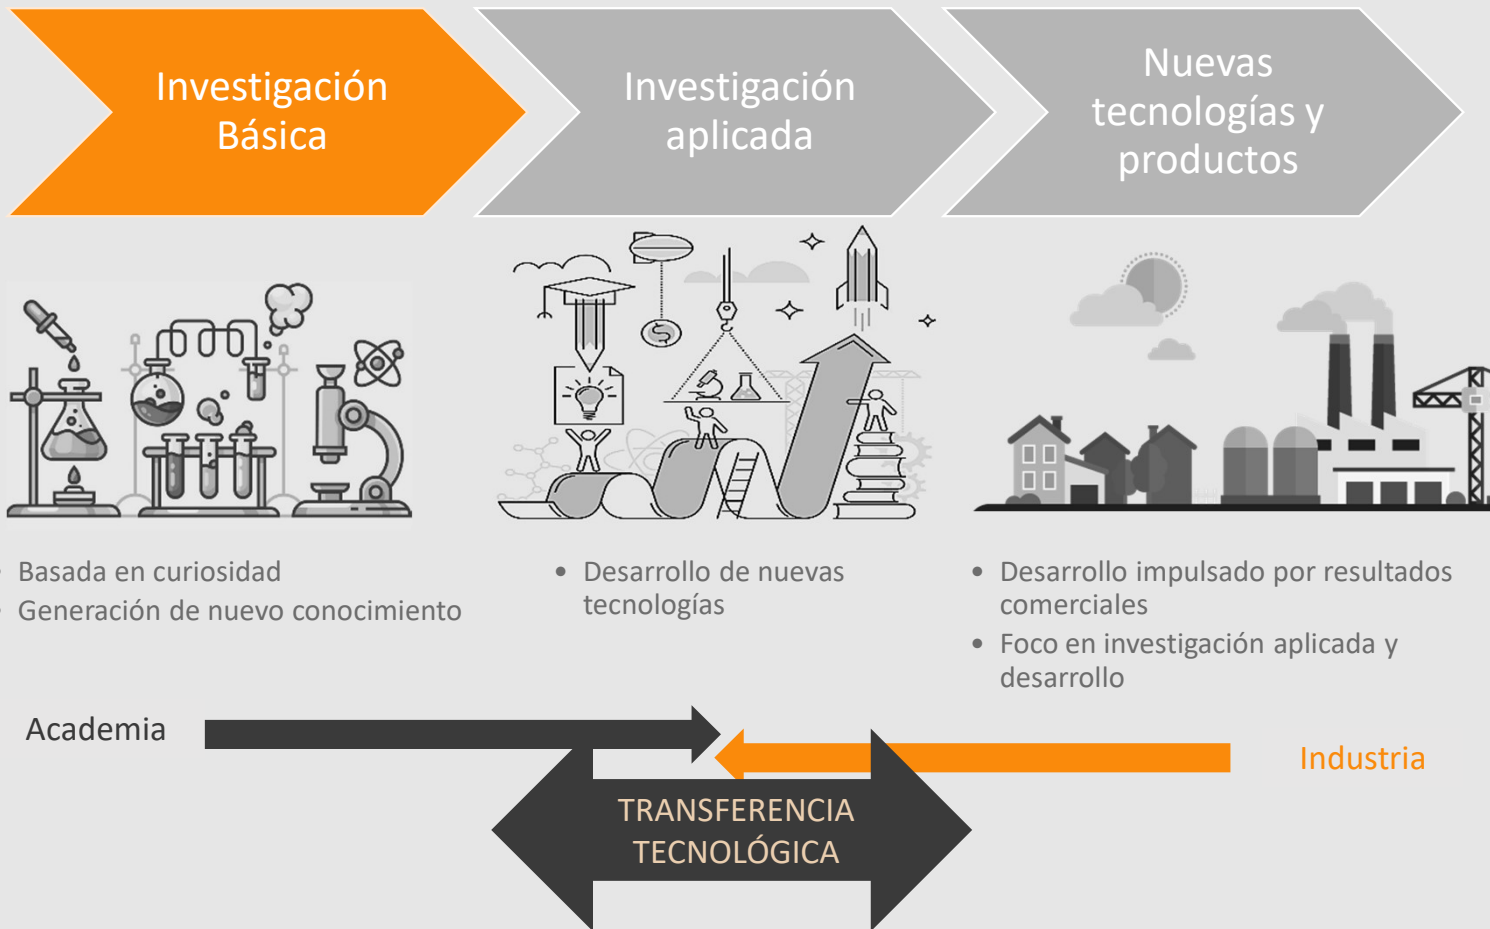 Investigación
Básica
Investigación
aplicada
Nuevas
tecnologías y
productos
• Basada en curiosidad
• Generación de nuevo conocimiento
• Desarrollo de nuevas
tecnologías
• Desarrollo impulsado por resultados
comerciales
• Foco en investigación aplicada y
desarrollo
Academia
Industria
TRANSFERENCIA
TECNOLÓGICA